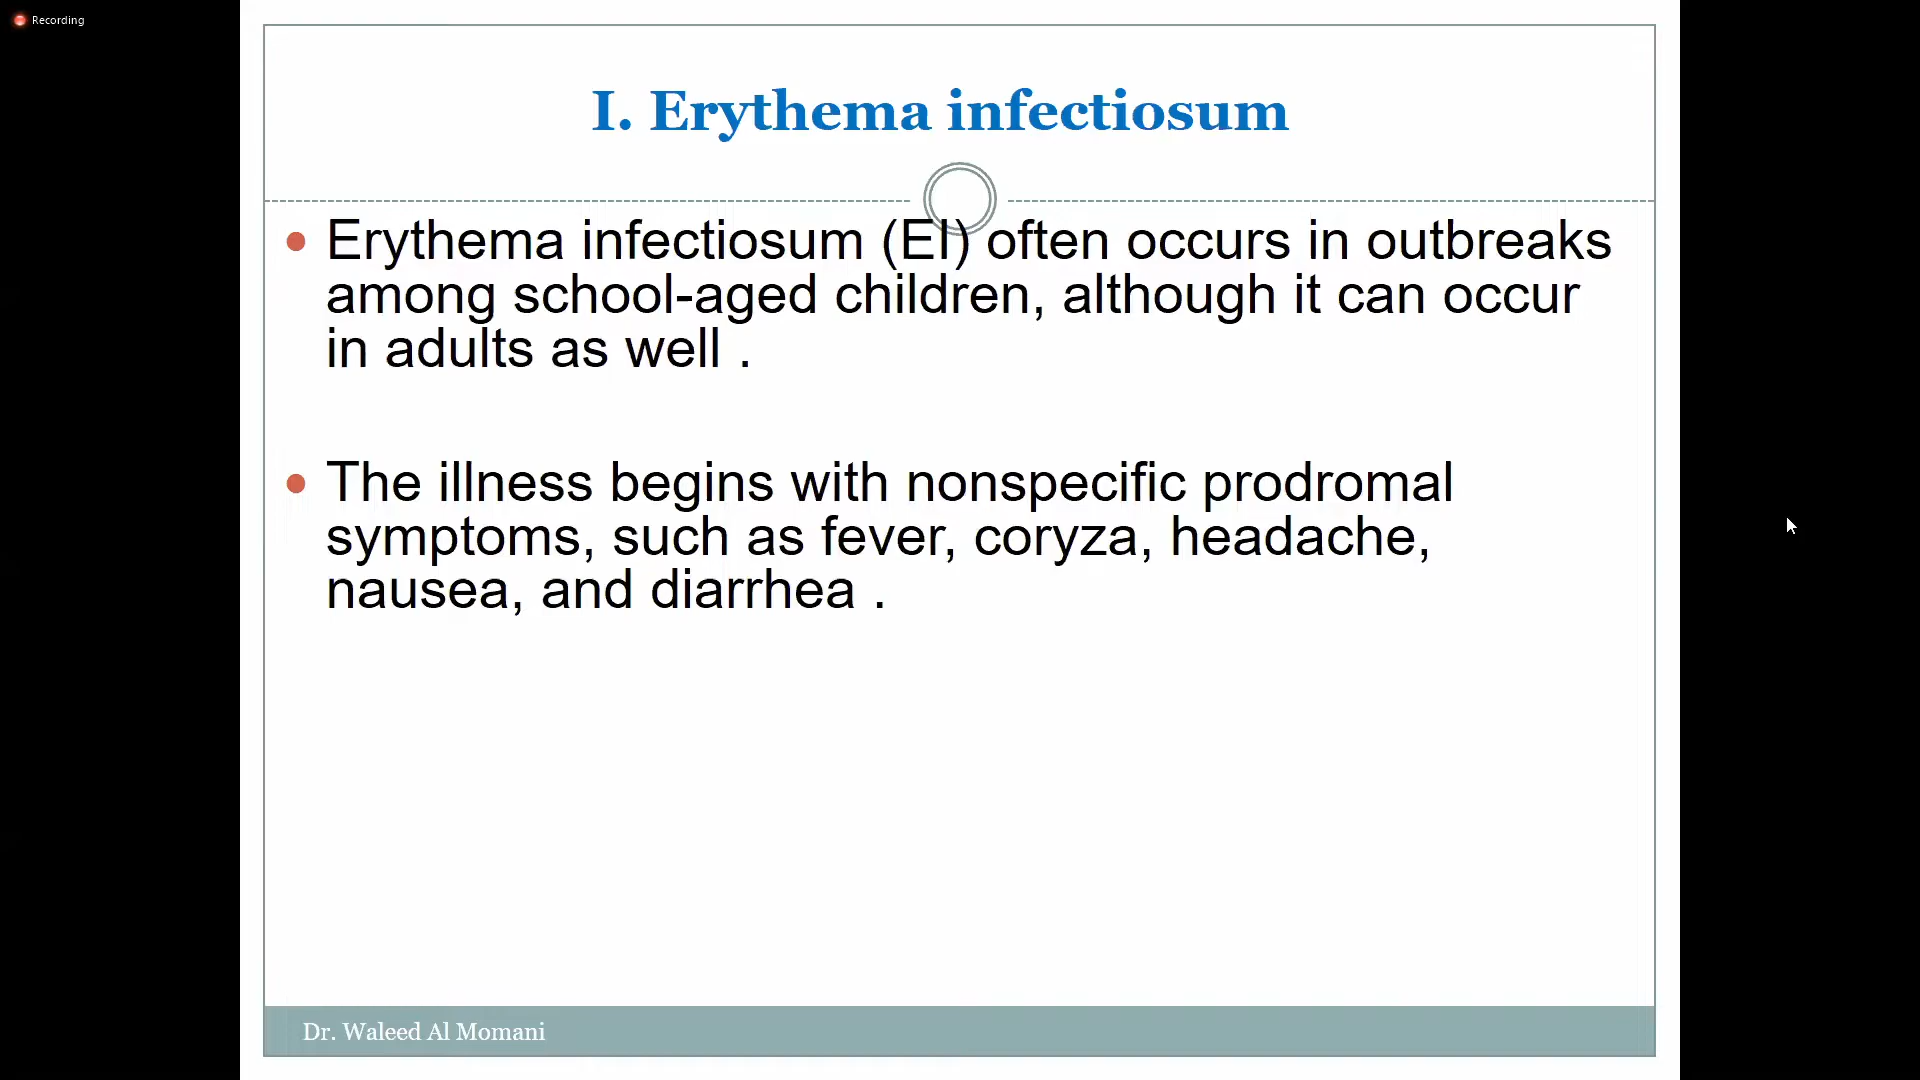 Recording
I. Erythema infectiosum
• Erythema infectiosum (EI) often occurs in outbreaks
among school-aged children, although it can occur
in adults as well .
• The illness begins with nonspecific prodromal
symptoms, such as fever, coryza, headache,
nausea, and diarrhea .
Dr. Waleed Al Momani